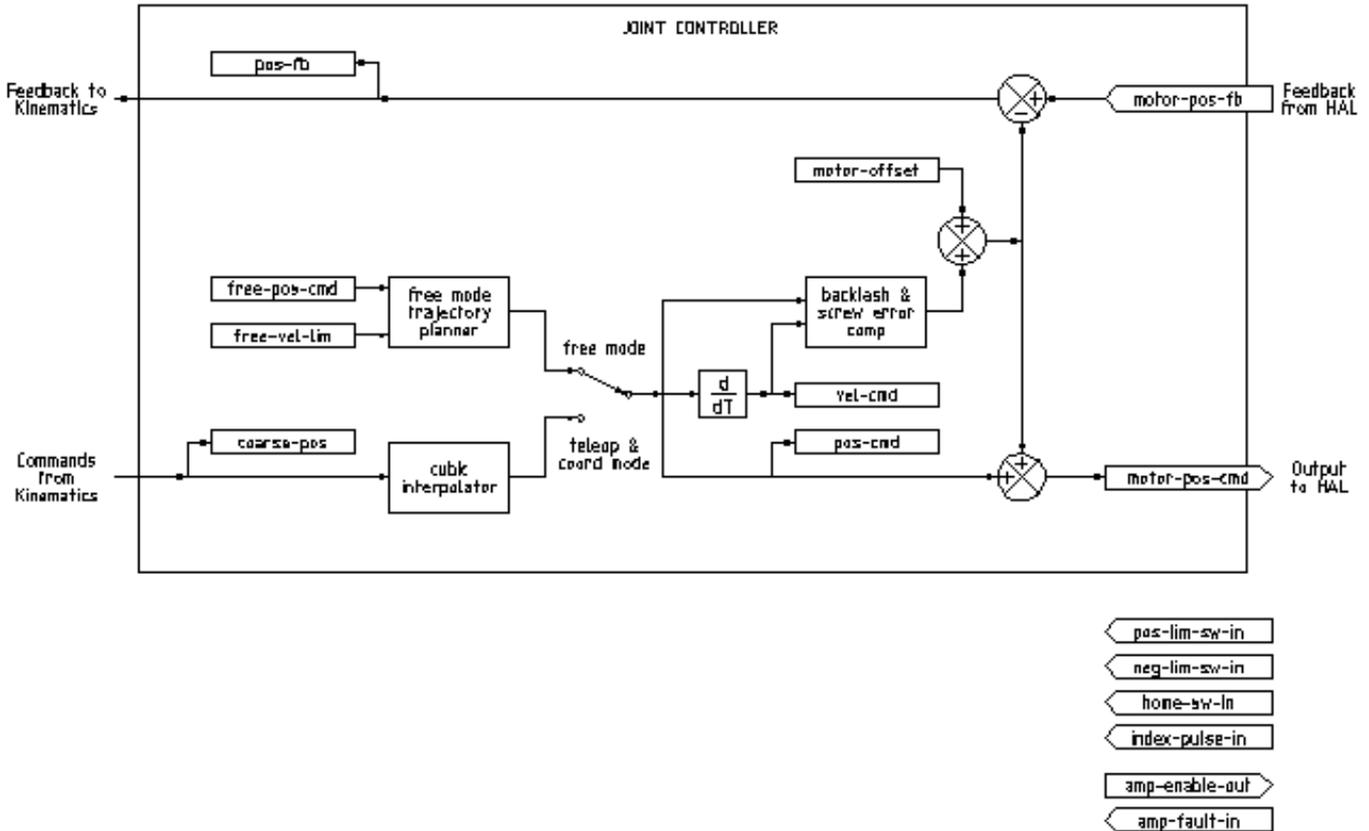 JOINT CONTROLLER
pos-fb
Feedback to
Kinematics
motor-pos-fb
Feedback
from HAL
+
-
motor-offset
+
+
free-pos-cmd
free-vel-lim
free mode
trajectory
planner
backlash &
screw error
comp
free mode
d
dT
vel-cmd
coarse-pos
pos-cmd
teleop &
coord mode
Commands
from
Kinematics
cubic
interpolator
+
+
motor-pos-cmd
Output
to HAL
pos-lim-sw-in
neg-lim-sw-in
home-sw-in
index-pulse-in
amp-enable-out
amp-fault-in